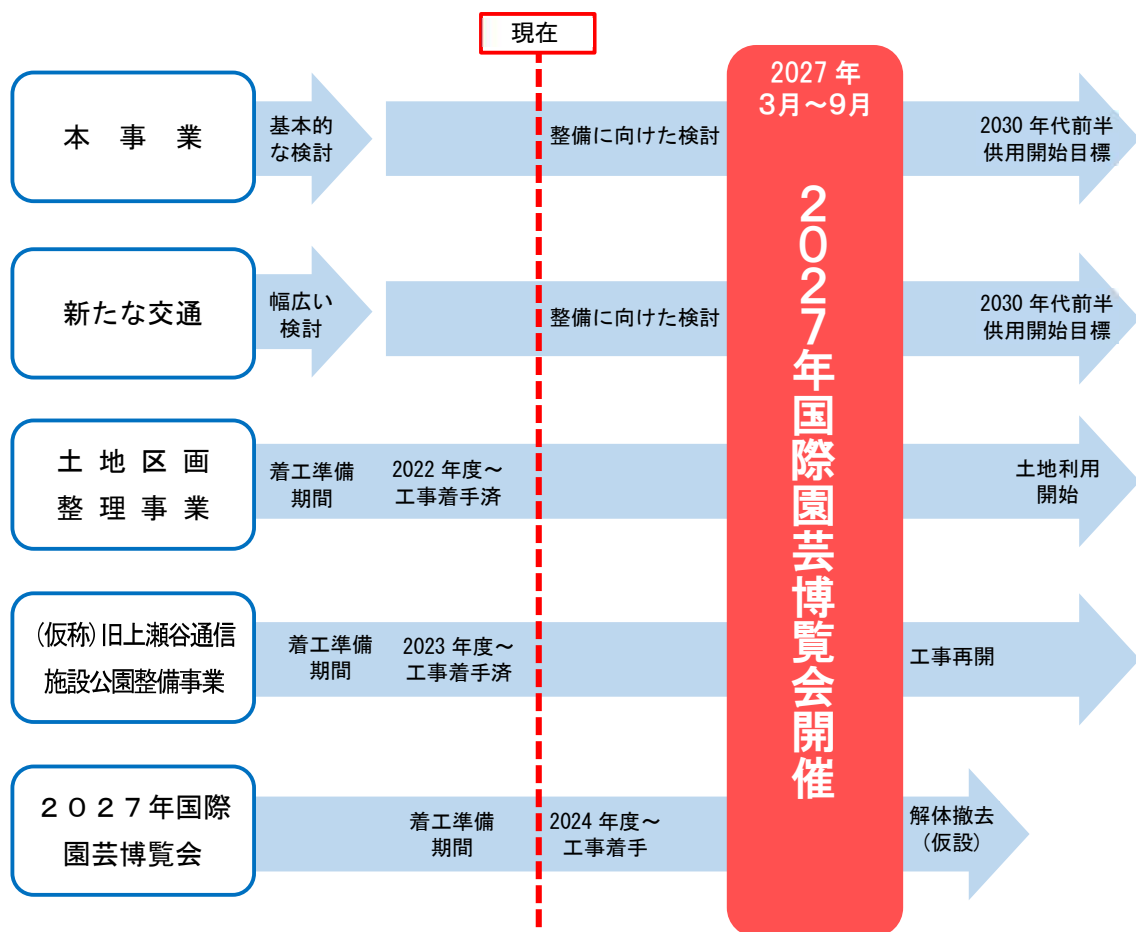 現在
2027 年
3月～9月
2027年国際園芸博覧会開催
本 事 業
基本的
な検討
整備に向けた検討
2030 年代前半
供用開始目標
新たな交通
幅広い
検討
整備に向けた検討
2030 年代前半
供用開始目標
土 地 区 画
整 理 事 業
着工準備
期間
2022 年度～
工事着手済
土地利用
開始
(仮称)旧上瀬谷通信
施設公園整備事業
着工準備
期間
2023 年度～
工事着手済
工事再開
２０２７年国際
園芸博覧会
着工準備
期間
2024 年度～
工事着手
解体撤去
(仮設)